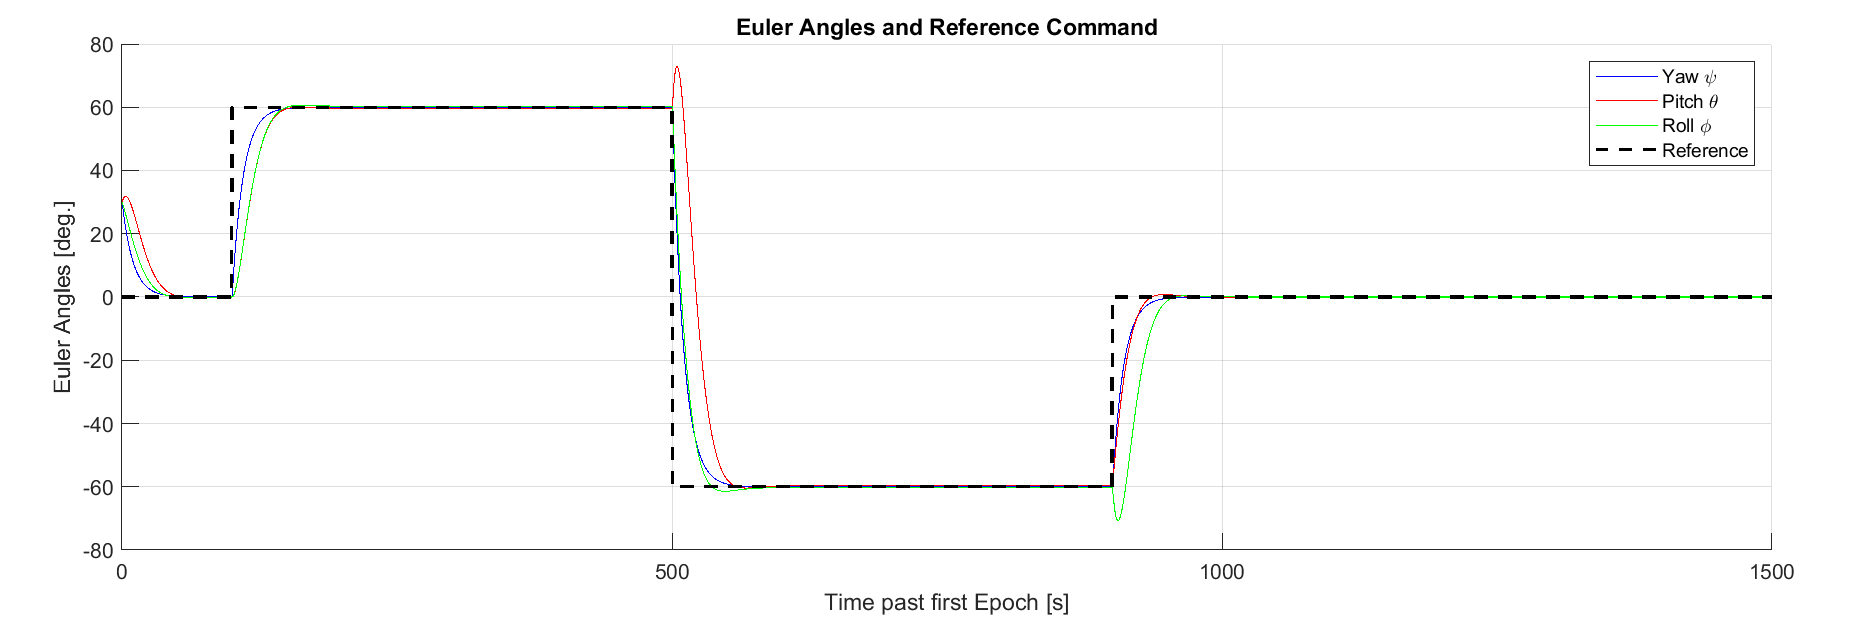 Euler Angles and Reference Command
Yaw ψ
Pitch θ
Roll ϕ
Reference
80
60
40
20
0
-20
-40
-60
-80
Euler Angles [deg.]
0
500
1000
1500
Time past first Epoch [s]